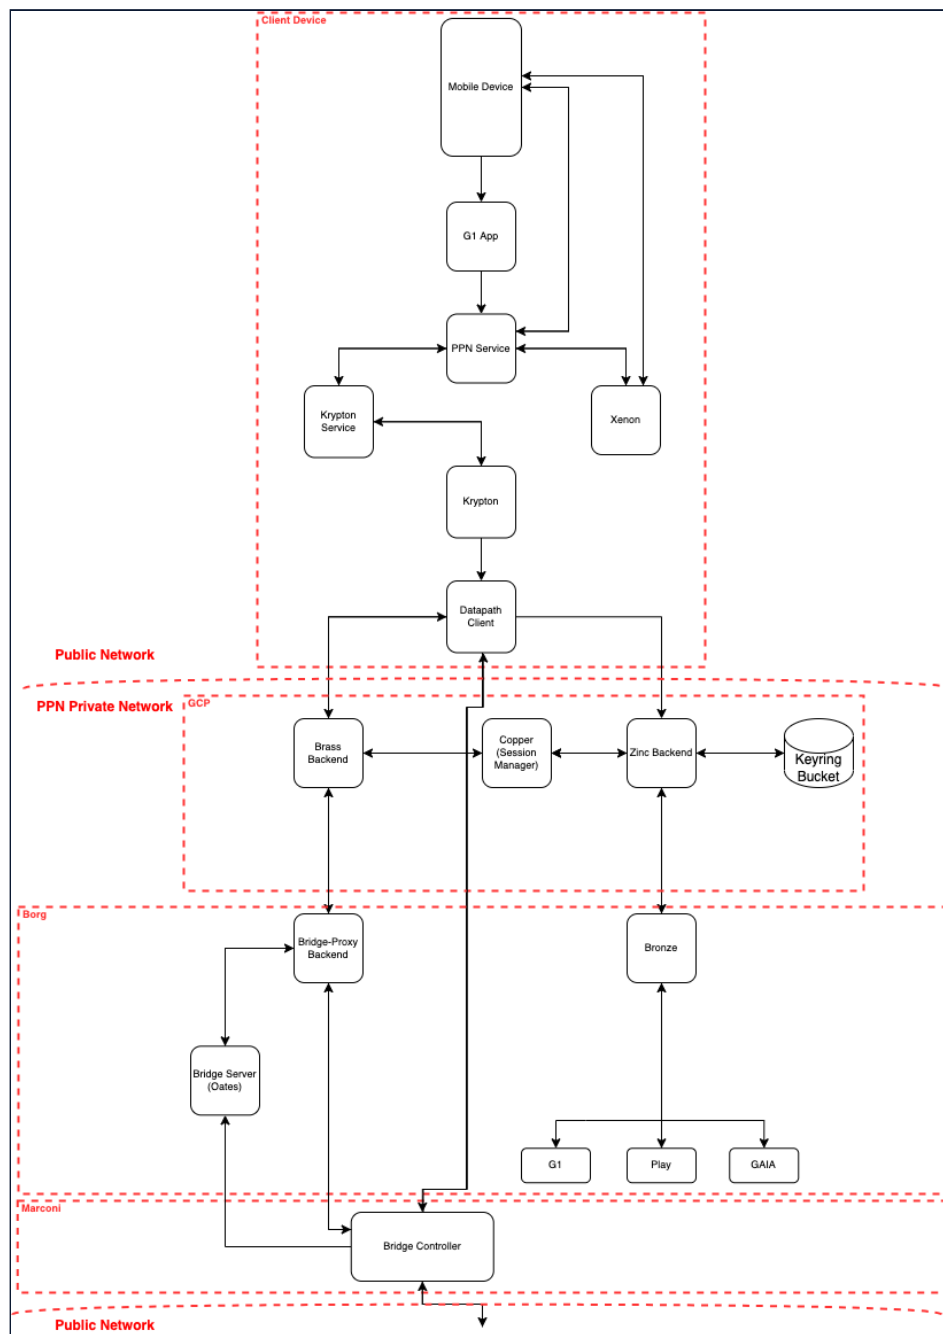 Client Device
Mobile Device
G1 App
PPN Service
Krypton
Service
Xenon
Krypton
Datapath
Client
Public Network
PPN Private Network
GCP
Brass
Backend
Copper
(Session
Manager)
Zinc Backend
Keyring
Bucket
Borg
Bridge-Proxy
Backend
Bronze
Bridge Server
(Oates)
G1
Play
GAIA
Marconi
Bridge Controller
Public Network